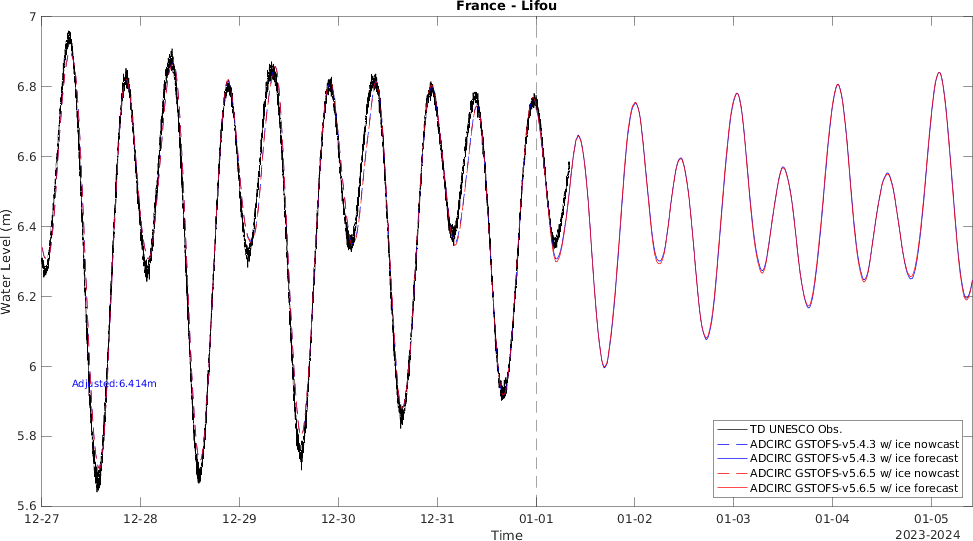 France - Lifou
7
6.8
6.6
6.4
6.2
6
5.8
5.6
Water Level (m)
Adjusted:6.414m
TD UNESCO Obs.
ADCIRC GSTOFS-v5.4.3 w/ ice nowcast
ADCIRC GSTOFS-v5.4.3 w/ ice forecast
ADCIRC GSTOFS-v5.6.5 w/ ice nowcast
ADCIRC GSTOFS-v5.6.5 w/ ice forecast
12-27 12-28 12-29 12-30 12-31 01-01 01-02 01-03 01-04 01-05
Time
2023-2024